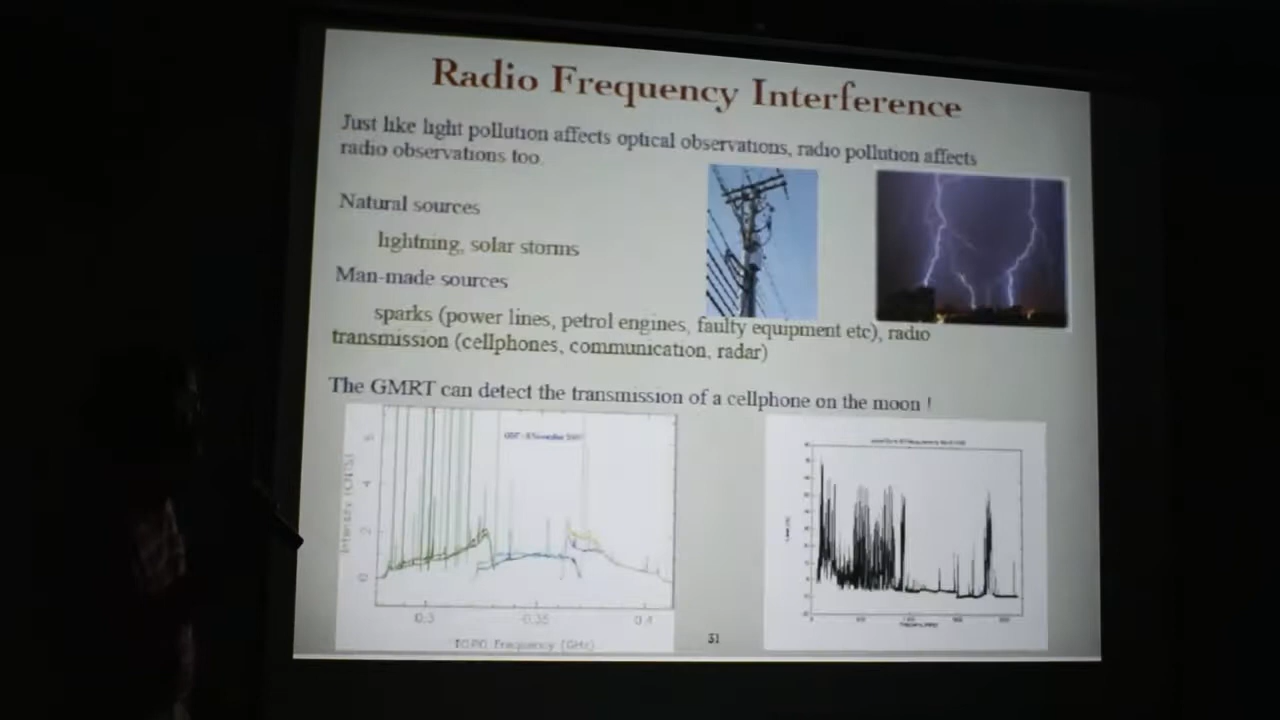 Radio Frequency Interference
Just like light pollution affects optical observations, radio pollution affects
radio observations too.
Natural sources
lightning, solar storms
Man-made sources
sparks (power lines, petrol engines, faulty equipment etc), radio
transmission (cellphones, communication, radar)
The GMRT can detect the transmission of a cellphone on the moon !
0
2
4
0.3
0.35
0.4
Frequency (GHz)
31